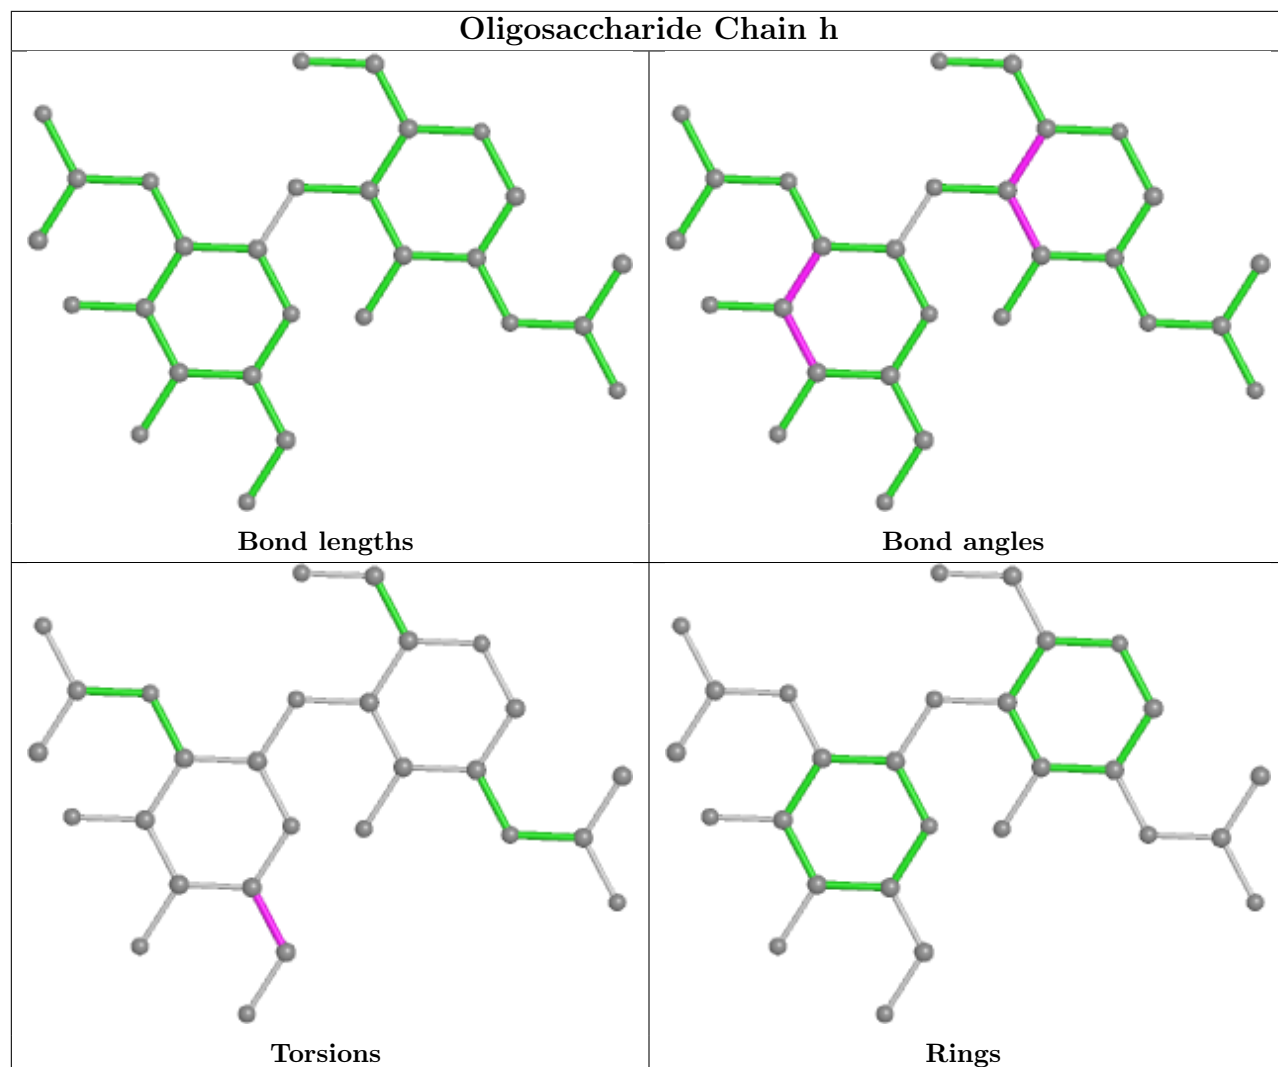 Oligosaccharide Chain h
Bond lengths
Bond angles
Torsions
Rings